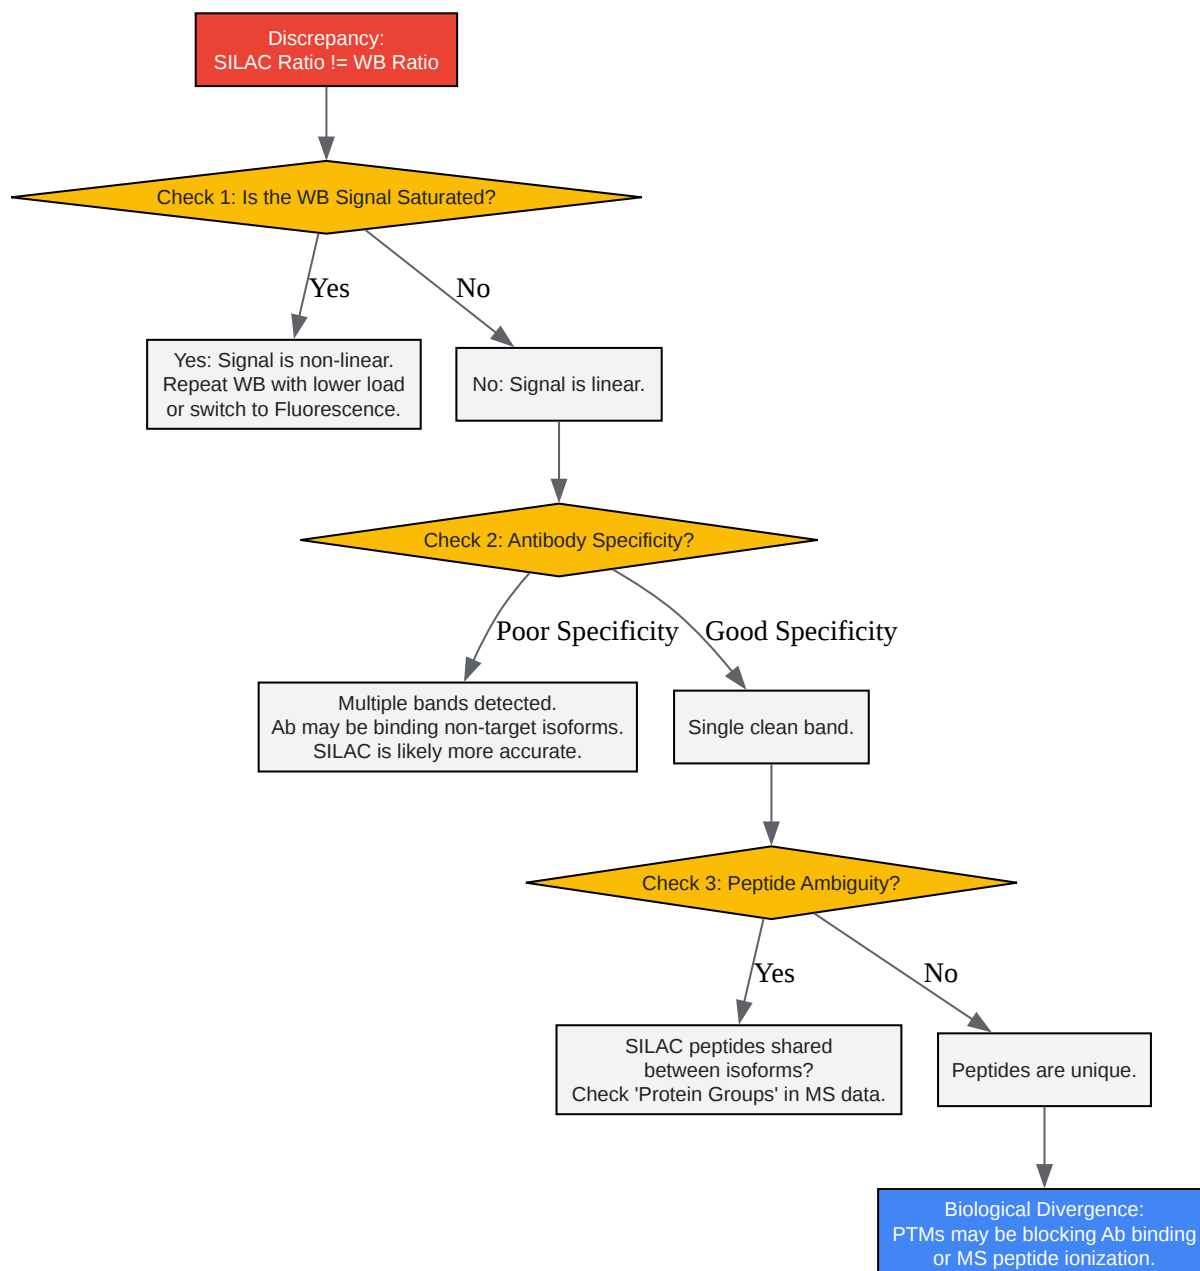 Discrepancy:
SILAC Ratio != WB Ratio
Check 1: Is the WB Signal Saturated?
Yes
No
Yes: Signal is non-linear.
Repeat WB with lower load
or switch to Fluorescence.
No: Signal is linear.
Check 2: Antibody Specificity?
Poor Specificity
Good Specificity
Multiple bands detected.
Ab may be binding non-target isoforms.
SILAC is likely more accurate.
Single clean band.
Check 3: Peptide Ambiguity?
Yes
No
SILAC peptides shared
between isoforms?
Check 'Protein Groups' in MS data.
Peptides are unique.
Biological Divergence:
PTMs may be blocking Ab binding
or MS peptide ionization.